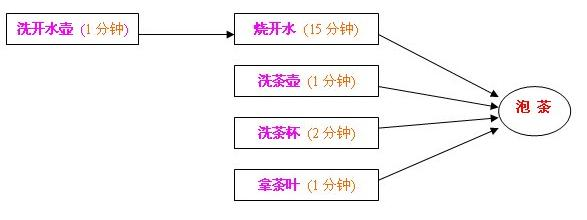 洗开水壶（1分钟）
烧开水（15分钟）
洗茶壶（1分钟）
洗茶杯（2分钟）
拿茶叶（1分钟）
泡 茶